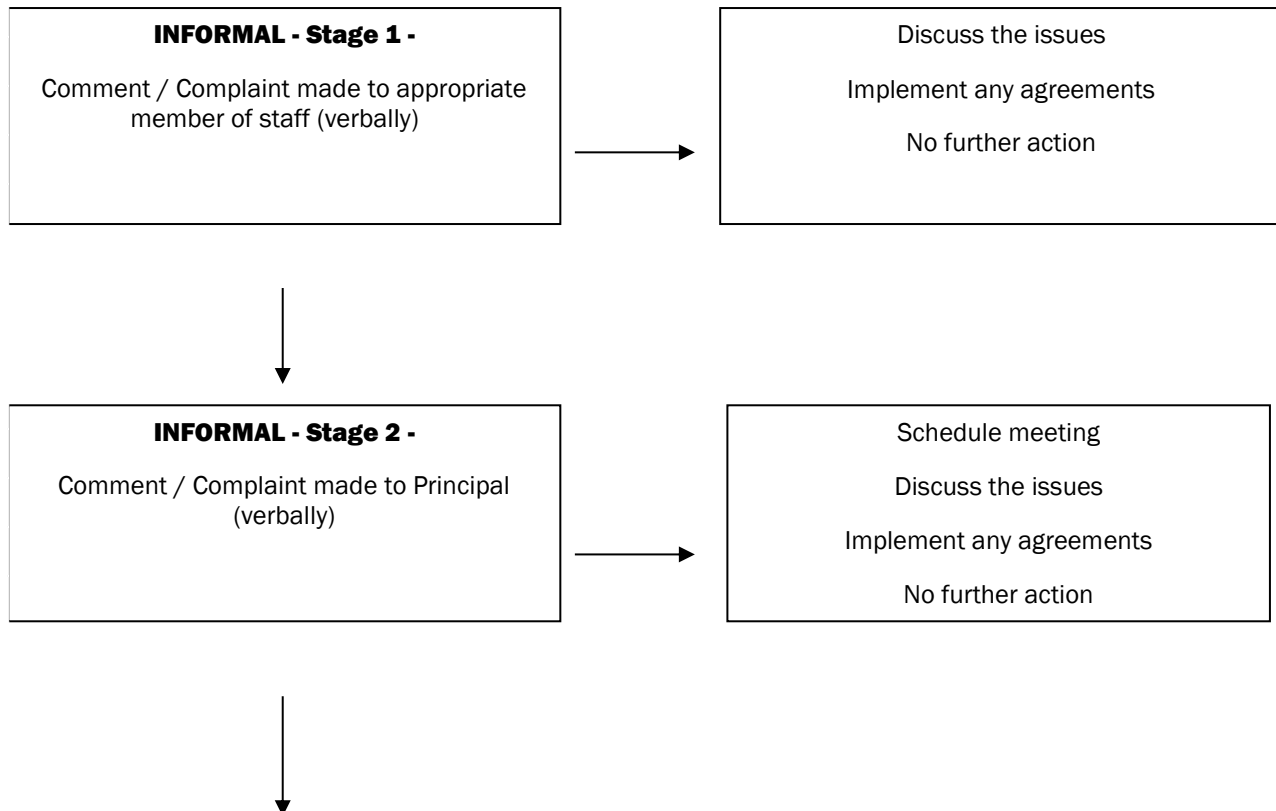 INFORMAL - Stage 1 -
Comment / Complaint made to appropriate
member of staff (verbally)
Discuss the issues
Implement any agreements
No further action
INFORMAL - Stage 2 -
Comment / Complaint made to Principal
(verbally)
Schedule meeting
Discuss the issues
Implement any agreements
No further action